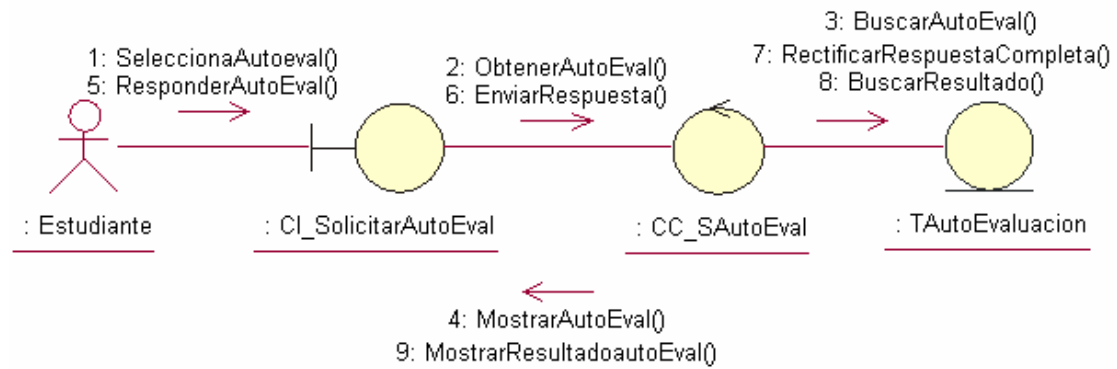 1: SeleccionaAutoeval()
5: ResponderAutoEval()
2: ObtenerAutoEval()
6: EnviarRespuesta()
3: BuscarAutoEval()
7: RectificarRespuestaCompleta()
8: BuscarResultado()
: Estudiante
: CI_SolicitarAutoEval
: CC_SAutoEval
: TAutoEvaluacion
4: MostrarAutoEval()
9: MostrarResultadoautoEval()